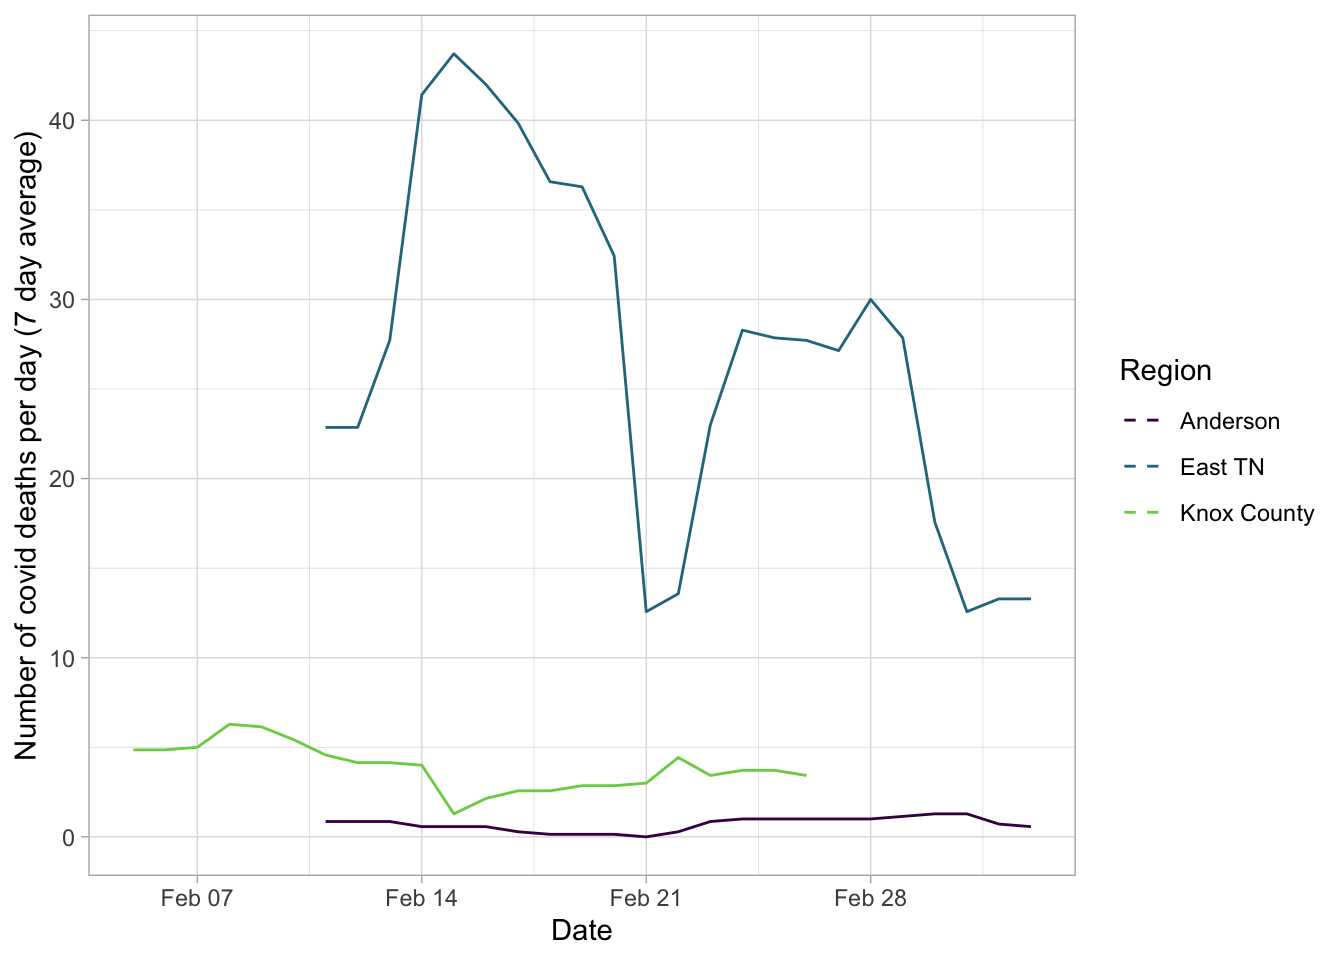 Number of covid deaths per day (7 day average)
40
30
20
10
0
Feb 07
Feb 14
Feb 21
Feb 28
Date
Region
Anderson
East TN
Knox County